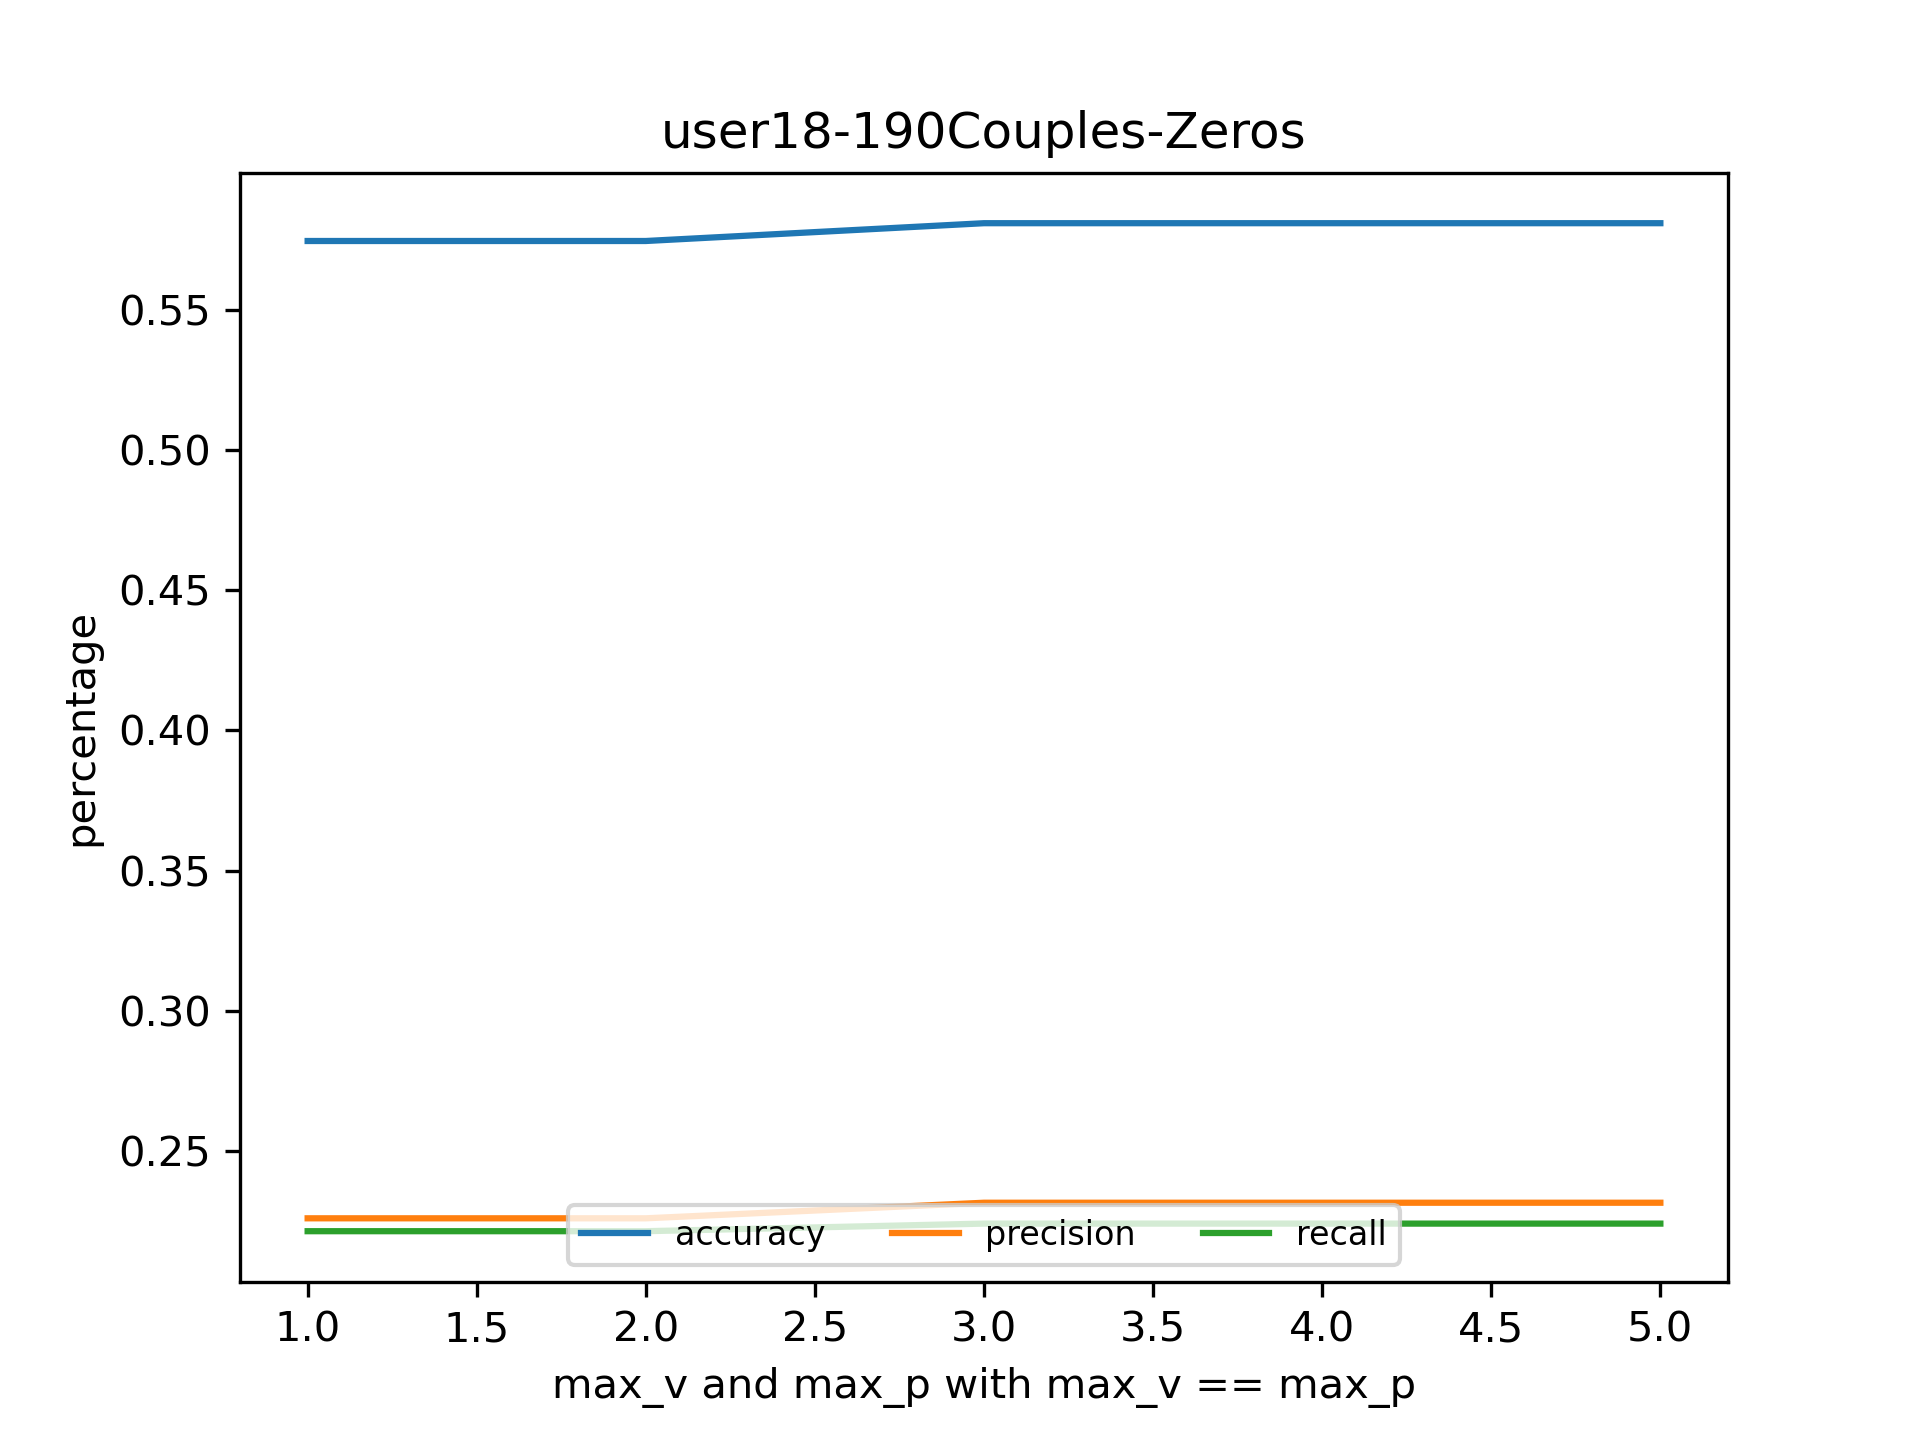 user18-190Couples-Zeros
percentage
0.55
0.50
0.45
0.40
0.35
0.30
0.25
accuracy precision recall
1.0 1.5 2.0 2.5 3.0 3.5 4.0 4.5 5.0
max_v and max_p with max_v == max_p